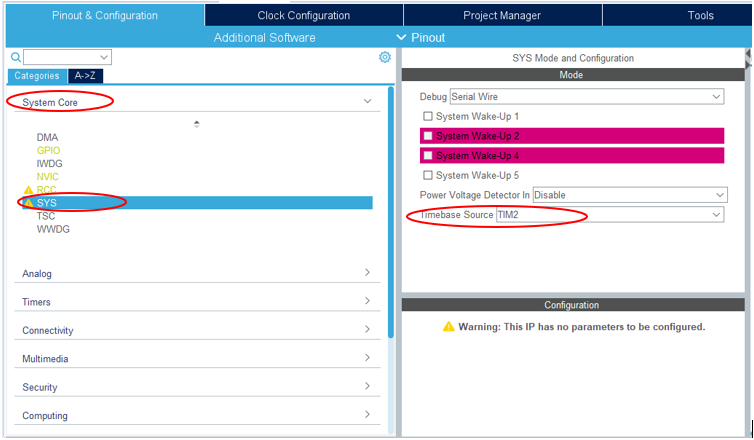 Pinout & Configuration
Clock Configuration
Project Manager
Tools
Additional Software
Pinout
Categories
A->Z
System Core
DMA
GPIO
IWDG
NVIC
RCC
SYS
TSC
WWDG
Analog
Timers
Connectivity
Multimedia
Security
Computing
SYS Mode and Configuration
Mode
Debug Serial Wire
System Wake-Up 1
System Wake-Up 2
System Wake-Up 4
System Wake-Up 5
Power Voltage Detector In Disable
Timebase Source TIM2
Configuration
Warning: This IP has no parameters to be configured.